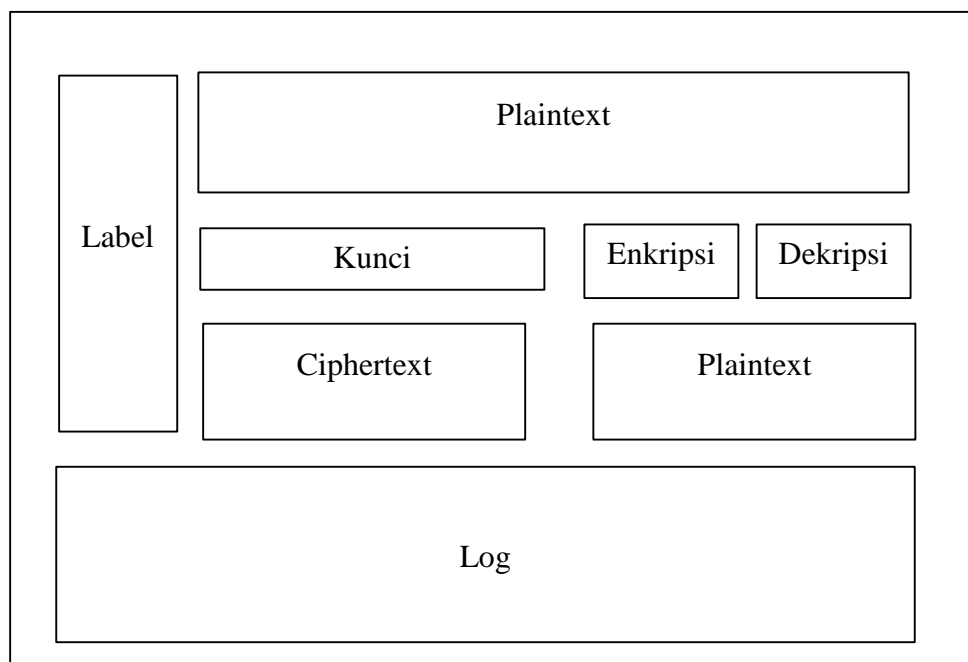 Plaintext
Label
Kunci
Enkripsi
Dekripsi
Ciphertext
Plaintext
Log